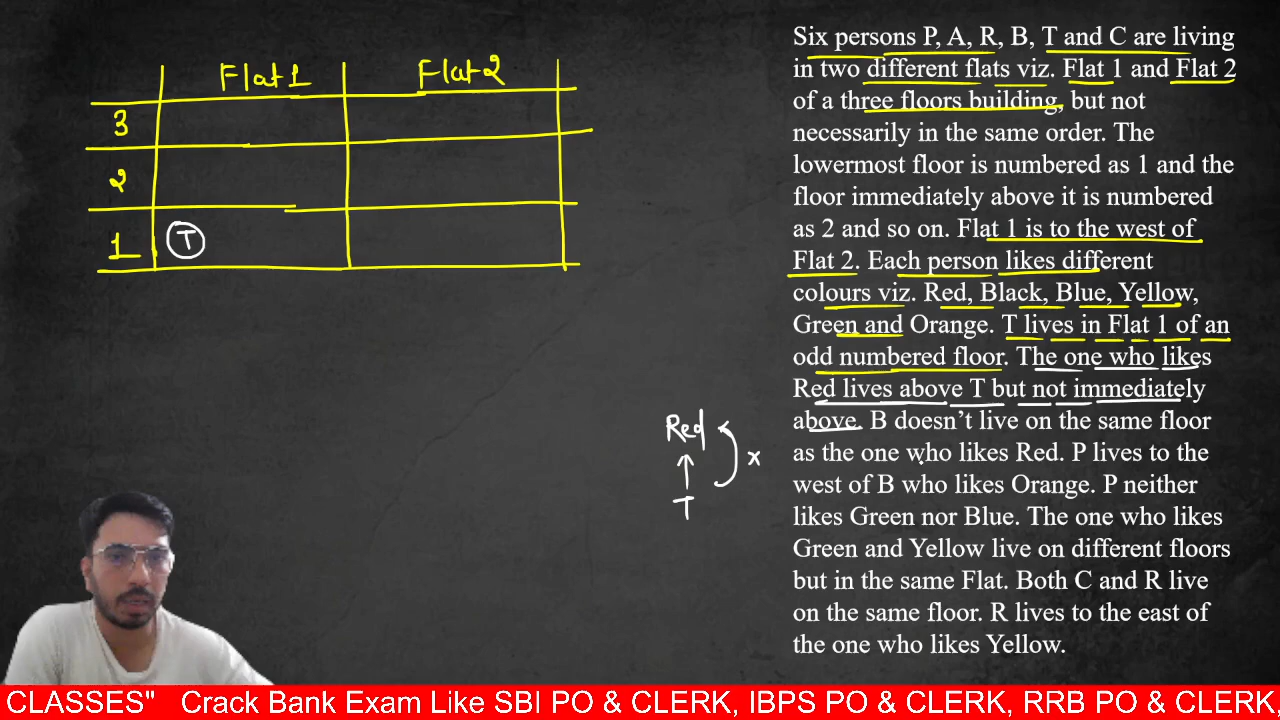 Flat 1 Flat 2
3
2
1 T
Red
↑ x
T
Six persons P, A, R, B, T and C are living
in two different flats viz. Flat 1 and Flat 2
of a three floors building, but not
necessarily in the same order. The
lowermost floor is numbered as 1 and the
floor immediately above it is numbered
as 2 and so on. Flat 1 is to the west of
Flat 2. Each person likes different
colours viz. Red, Black, Blue, Yellow,
Green and Orange. T lives in Flat 1 of an
odd numbered floor. The one who likes
Red lives above T but not immediately
above. B doesn’t live on the same floor
as the one who likes Red. P lives to the
west of B who likes Orange. P neither
likes Green nor Blue. The one who likes
Green and Yellow live on different floors
but in the same Flat. Both C and R live
on the same floor. R lives to the east of
the one who likes Yellow.
CLASSES" Crack Bank Exam Like SBI PO & CLERK, IBPS PO & CLERK, RRB PO & CLERK,